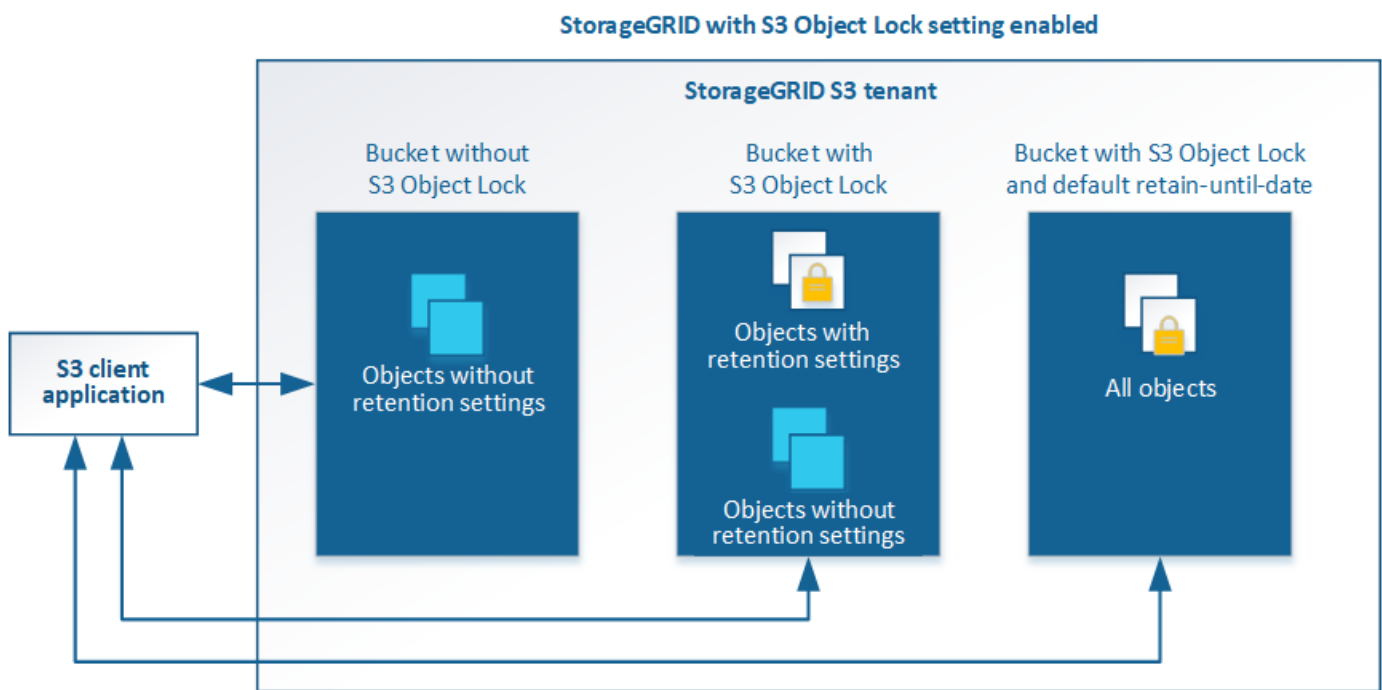 StorageGRID with S3 Object Lock setting enabled
StorageGRID S3 tenant
Bucket without
S3 Object Lock
Objects without
retention settings
Bucket with
S3 Object Lock
Objects with
retention settings
Objects without
retention settings
Bucket with S3 Object Lock
and default retain-until-date
All objects
S3 client
application